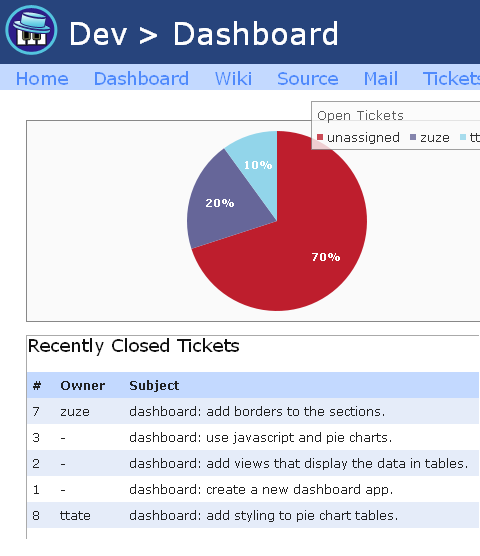 Dev > Dashboard
Home Dashboard Wiki Source Mail Tickets
Open Tickets
unassigned zuze tt
10%
20%
70%
Recently Closed Tickets
# Owner Subject
7 zuze dashboard: add borders to the sections.
3 - dashboard: use javascript and pie charts.
2 - dashboard: add views that display the data in tables.
1 - dashboard: create a new dashboard app.
8 ttate dashboard: add styling to pie chart tables.